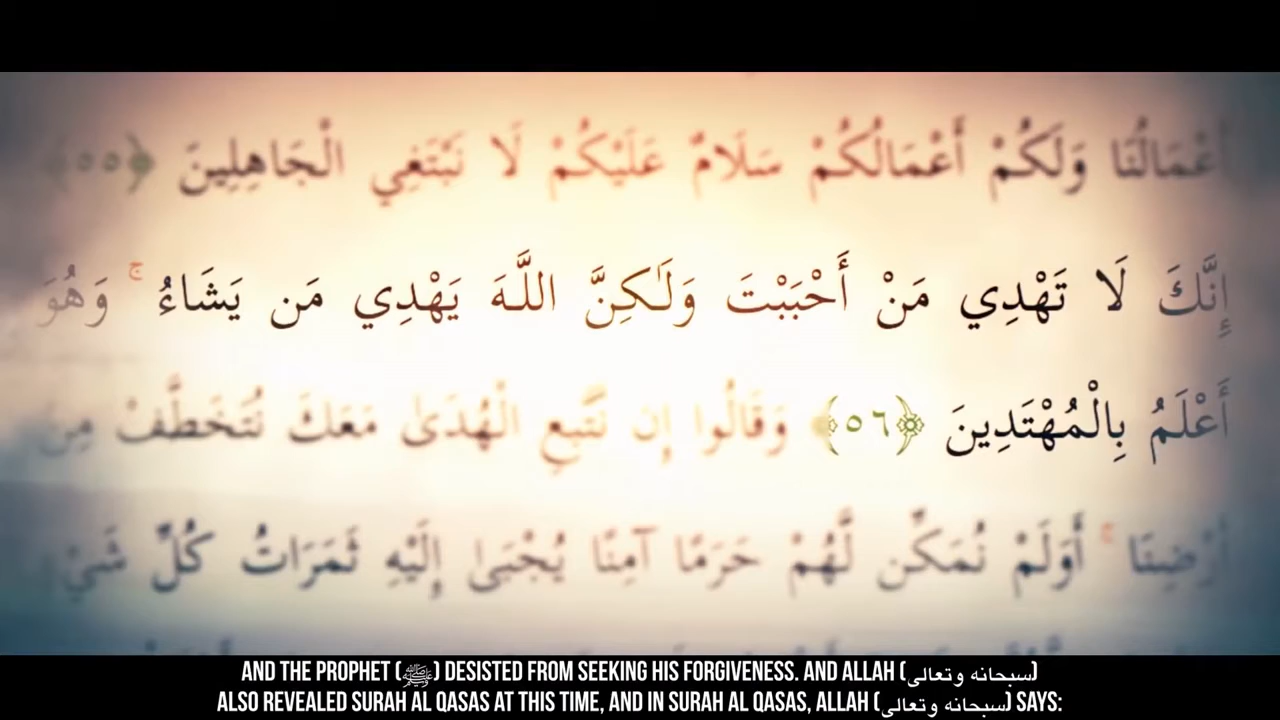 أَعْمَالُنَا وَلَكُمْ أَعْمَالُكُمْ سَلَامٌ عَلَيْكُمْ لَا نَبْتَغِي الْجَاهِلِينَ ﴿٥٥﴾
إِنَّكَ لَا تَهْدِي مَنْ أَحْبَبْتَ وَلَـٰكِنَّ اللَّـهَ يَهْدِي مَن يَشَاءُ ۚ وَهُوَ
أَعْلَمُ بِالْمُهْتَدِينَ ﴿٥٦﴾ وَقَالُوا إِن نَّتَّبِعِ الْهُدَىٰ مَعَكَ نُتَخَطَّفْ مِنْ
أَرْضِنَا ۚ أَوَلَمْ نُمَكِّن لَّهُمْ حَرَمًا آمِنًا يُجْبَىٰ إِلَيْهِ ثَمَرَاتُ كُلِّ شَيْءٍ
AND THE PROPHET (ﷺ) DESISTED FROM SEEKING HIS FORGIVENESS. AND ALLAH (سبحانه وتعالى)
ALSO REVEALED SURAH AL QASAS AT THIS TIME, AND IN SURAH AL QASAS, ALLAH (سبحانه وتعالى) SAYS: